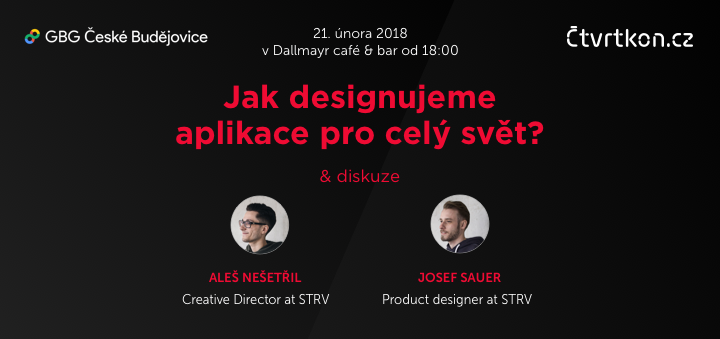 GBG České Budějovice
21. února 2018
v Dallmayr café & bar od 18:00
Čtvrtkon.cz
Jak designujeme
aplikace pro celý svět?
& diskuze
ALEŠ NEŠETŘIL
Creative Director at STRV
JOSEF SAUER
Product designer at STRV